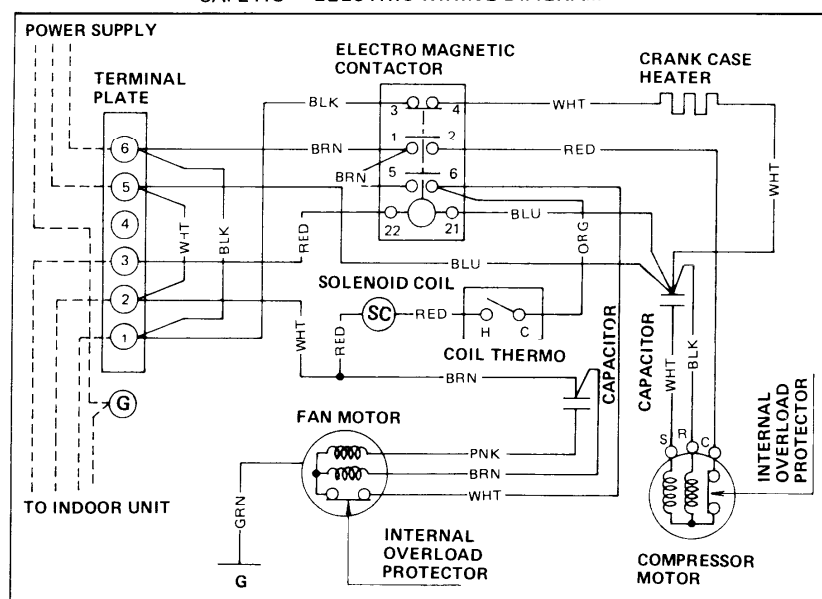 POWER SUPPLY
TERMINAL
PLATE
ELECTRO MAGNETIC
CONTACTOR
CRANK CASE
HEATER
BLK
3
4
WHT
6
BRN
1
2
RED
WHT
5
BRN
5
6
4
WHT
BLK
RED
22
21
BLU
ORG
3
BLU
2
SOLENOID COIL
SC
RED
H
C
1
WHT
RED
COIL THERMO
CAPACITOR
CAPACITOR
WHT
BLK
BRN
G
FAN MOTOR
S
R
C
INTERNAL
OVERLOAD
PROTECTOR
PNK
BRN
WHT
TO INDOOR UNIT
GRN
INTERNAL
OVERLOAD
PROTECTOR
G
COMPRESSOR
MOTOR